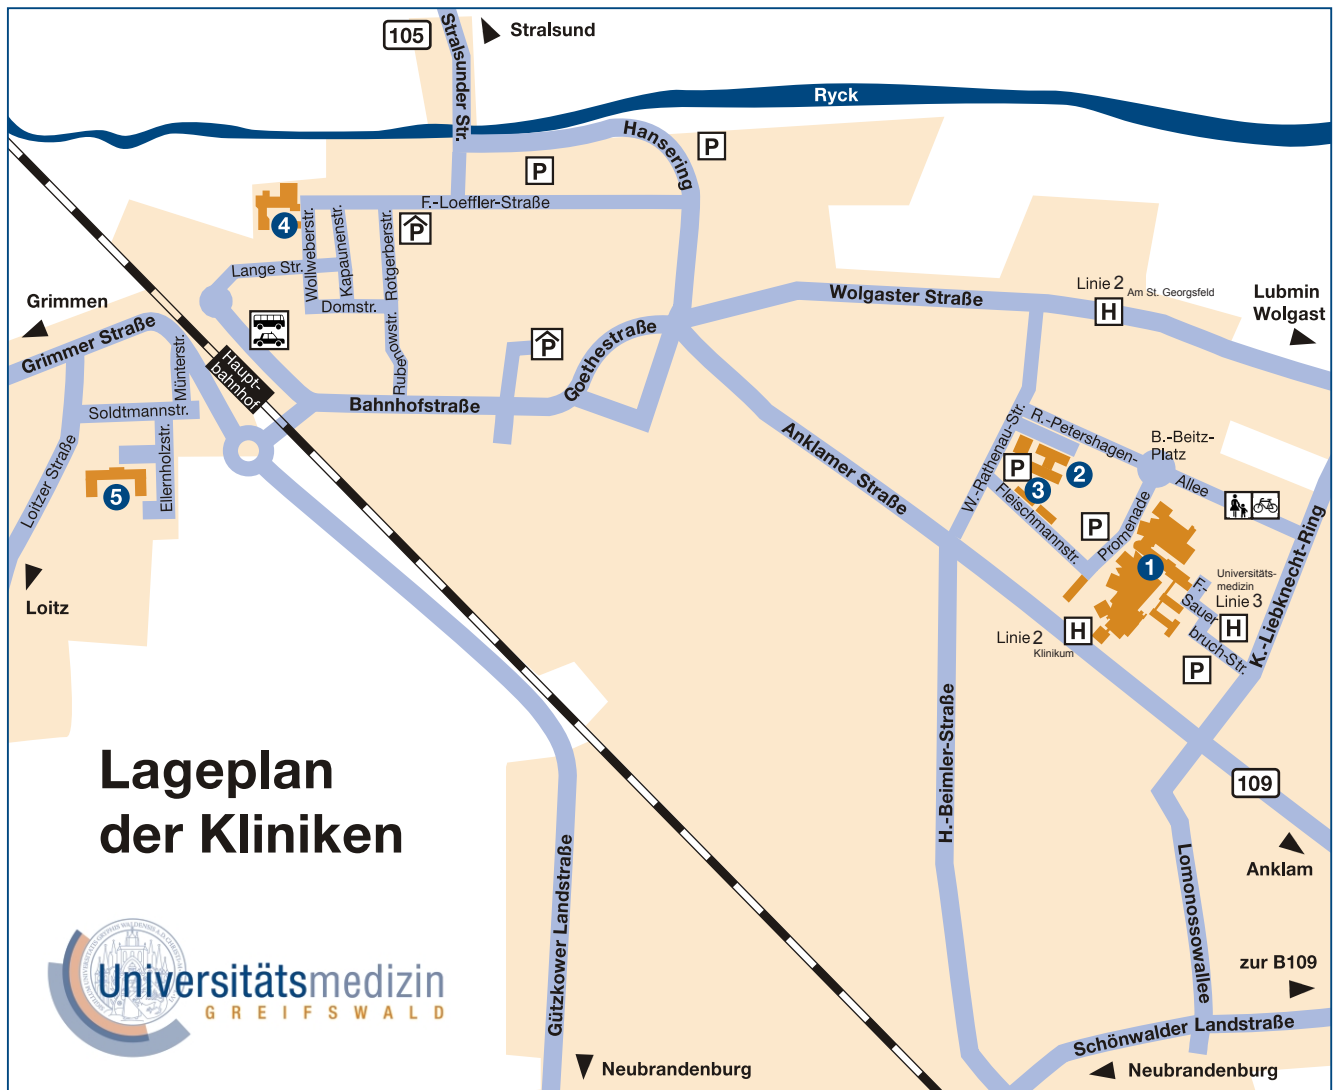 105
Stralsunder Str.
Stralsund
Ryck
Hansering
P
P
F.-Loeffler-Straße
4
P
Wollweberstr.
Kapaunenstr.
Rotgerberstr.
Lange Str.
Domstr.
Rubenowstr.
Grimmen
Grimmer Straße
Münterstr.
Haupt-
bahnhof
Soldtmannstr.
Ellernholzstr.
Loitzer Straße
5
Loitz
Bahnhofstraße
P
Goethestraße
Wolgaster Straße
Linie 2 Am St. Georgsfeld
H
Lubmin
Wolgast
Anklamer Straße
W.-Rathenau-Str.
R.-Petershagen-
Allee
B.-Beitz-
Platz
P
2
3
Fleischmannstr.
P
Promenade
1
K.-Liebknecht-Ring
F.-
Sauer
bruch-Str.
Universitäts-
medizin
Linie 3
H
P
Linie 2
Klinikum
H
H.-Beimler-Straße
109
Anklam
Lomonossowallee
zur B109
Schönwalder Landstraße
Neubrandenburg
Gützkower Landstraße
Neubrandenburg
Lageplan
der Kliniken
Universitätsmedizin
GREIFSWALD